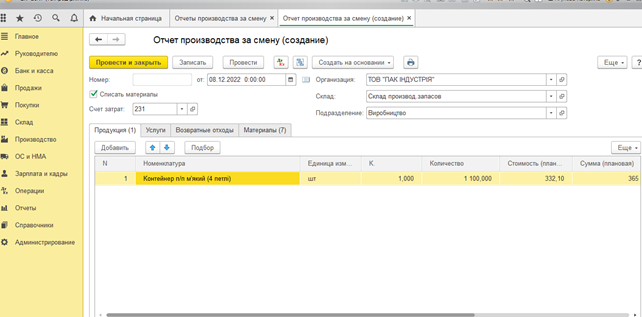 Главное
Руководителю
Банк и касса
Продажи
Покупки
Склад
Производство
ОС и НМА
Зарплата и кадры
Операции
Отчеты
Справочники
Администрирование
Начальная страница
Отчеты производства за смену ×
Отчет производства за смену (создание) ×
Отчет производства за смену (создание)
Провести и закрыть Записать Провести Создать на основании Еще ?
Номер: от: 08.12.2022 0:00:00 Организация: ТОВ "ПАК ІНДУСТРІЯ"
Списать материалы Склад: Склад производ.запасов
Счет затрат: 231 Подразделение: Виробництво
Продукция (1) Услуги Возвратные отходы Материалы (7)
Добавить Подбор Еще
N Номенклатура Единица изм... К. Количество Стоимость (план... Сумма (плановая)
1 Контейнер п/п м'який (4 петлі) шт 1,000 1 100,000 332,10 365